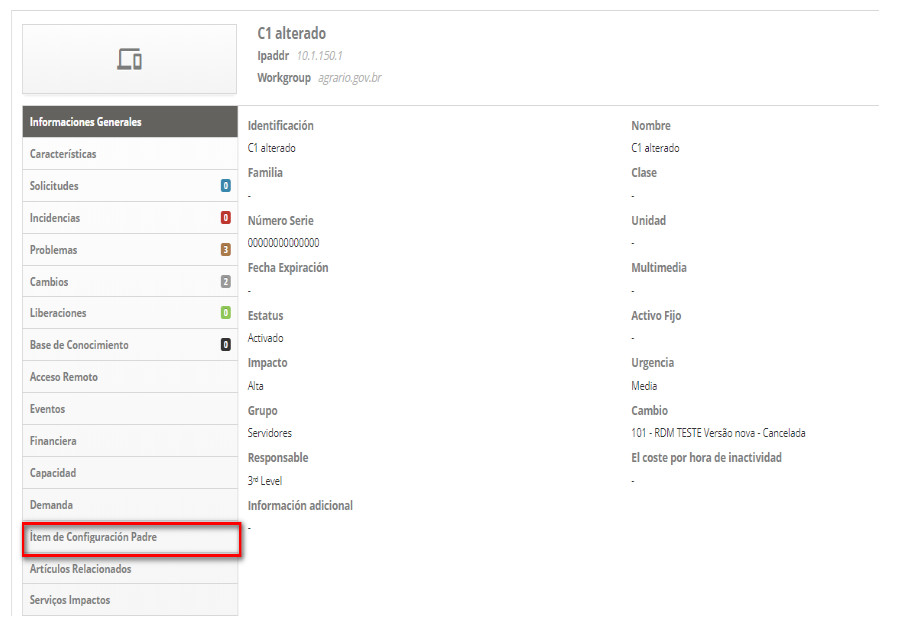 C1 alterado
Ipaddr 10.1.150.1
Workgroup agrario.gov.br
Informaciones Generales
Características
Solicitudes 0
Incidencias 0
Problemas 3
Cambios 2
Liberaciones 0
Base de Conocimiento 0
Acceso Remoto
Eventos
Financiera
Capacidad
Demanda
Ítem de Configuración Padre
Artículos Relacionados
Serviços Impactos
Identificación Nombre
C1 alterado C1 alterado
Familia Clase
- -
Número Serie Unidad
00000000000000 -
Fecha Expiración Multimedia
- -
Estatus Activo Fijo
Activado -
Impacto Urgencia
Alta Media
Grupo Cambio
Servidores 101 - RDM TESTE Versão nova - Cancelada
Responsable El coste por hora de inactividad
3rd Level -
Información adicional
-